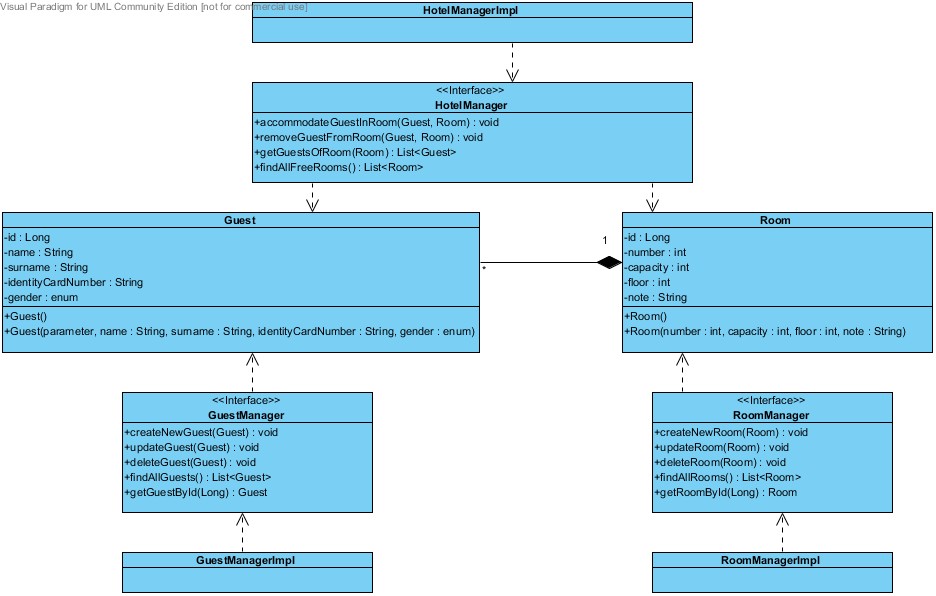 Visual Paradigm for UML Community Edition [not for commercial use]
HotelManagerImpl
<<Interface>>
HotelManager
+accommodateGuestInRoom(Guest, Room) : void
+removeGuestFromRoom(Guest, Room) : void
+getGuestsOfRoom(Room) : List<Guest>
+findAllFreeRooms() : List<Room>
Guest
-id : Long
-name : String
-surname : String
-identityCardNumber : String
-gender : enum
+Guest()
+Guest(parameter, name : String, surname : String, identityCardNumber : String, gender : enum)
*
1
Room
-id : Long
-number : int
-capacity : int
-floor : int
-note : String
+Room()
+Room(number : int, capacity : int, floor : int, note : String)
<<Interface>>
GuestManager
+createNewGuest(Guest) : void
+updateGuest(Guest) : void
+deleteGuest(Guest) : void
+findAllGuests() : List<Guest>
+getGuestById(Long) : Guest
<<Interface>>
RoomManager
+createNewRoom(Room) : void
+updateRoom(Room) : void
+deleteRoom(Room) : void
+findAllRooms() : List<Room>
+getRoomById(Long) : Room
GuestManagerImpl
RoomManagerImpl